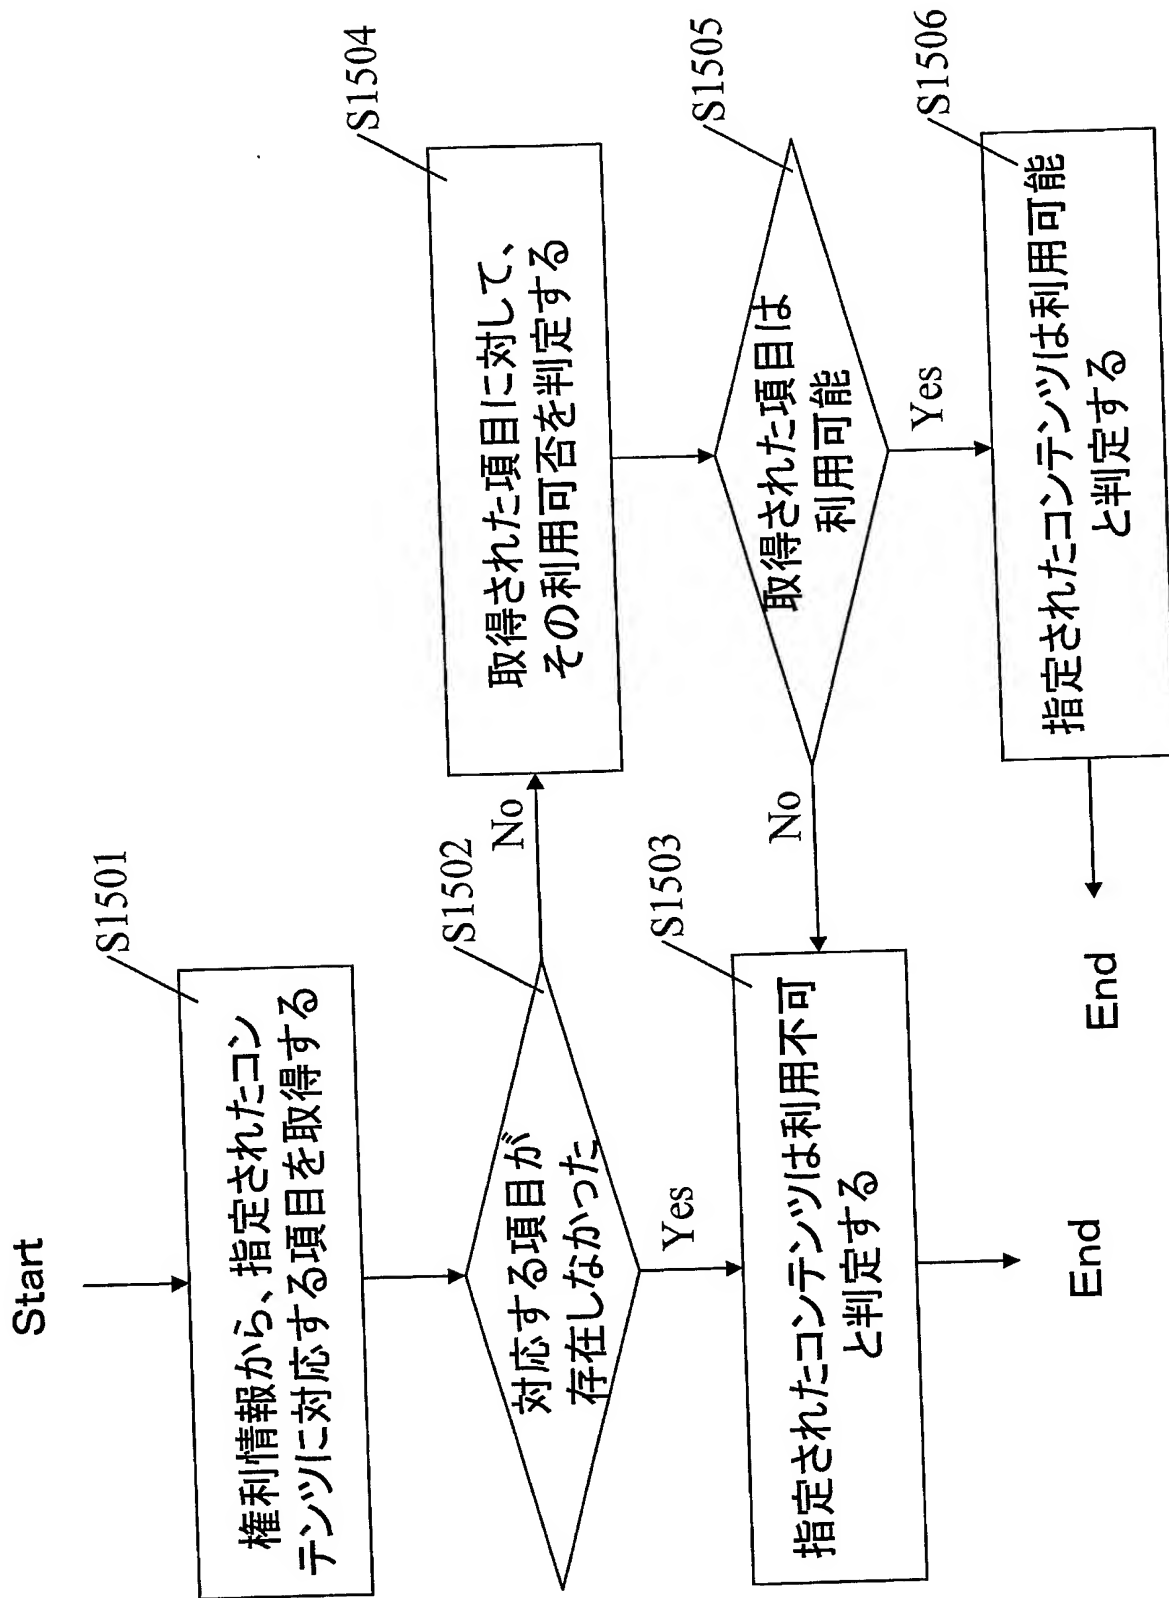 Start
S1501
権利情報から、指定されたコン
テンツに対応する項目を取得する
S1502
対応する項目が
存在しなかった
No
Yes
S1503
指定されたコンテンツは利用不可
と判定する
End
S1504
取得された項目に対して、
その利用可否を判定する
S1505
取得された項目は
利用可能
No
Yes
S1506
指定されたコンテンツは利用可能
と判定する
End